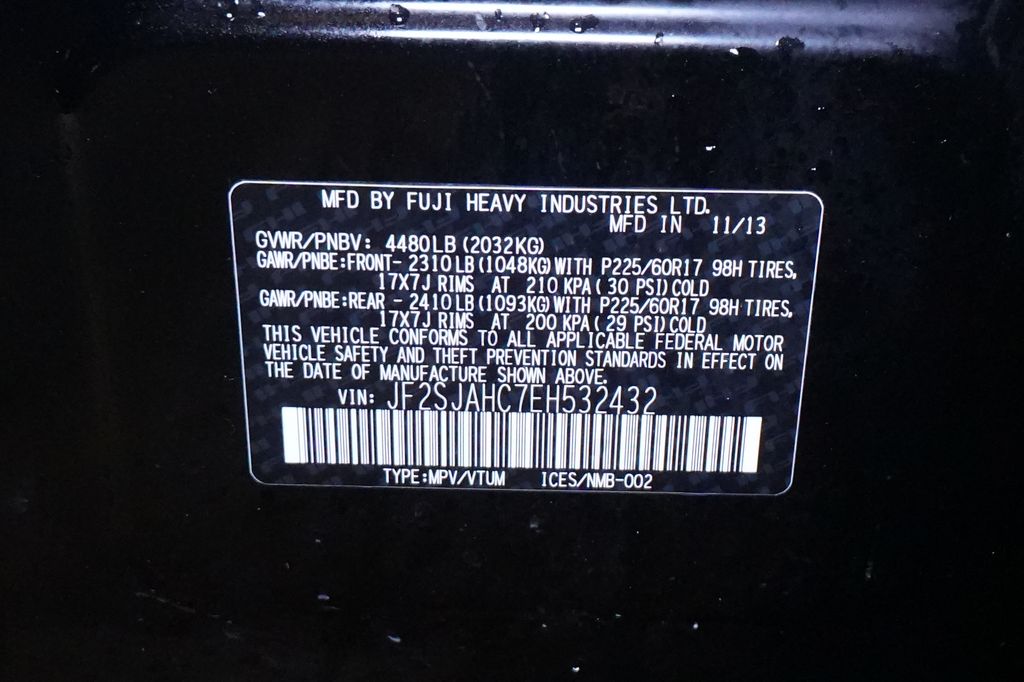 MFD BY FUJI HEAVY INDUSTRIES LTD.
MFD IN 11/13
GVWR/PNBV: 4480LB (2032KG)
GAWR/PNBE:FRONT- 2310LB (1048KG) WITH P225/60R17 98H TIRES,
17X7J RIMS AT 210 KPA ( 30 PSI) COLD
GAWR/PNBE:REAR - 2410LB (1093KG) WITH P225/60R17 98H TIRES,
17X7J RIMS AT 200 KPA ( 29 PSI) COLD
THIS VEHICLE CONFORMS TO ALL APPLICABLE FEDERAL MOTOR
VEHICLE SAFETY AND THEFT PREVENTION STANDARDS IN EFFECT ON
THE DATE OF MANUFACTURE SHOWN ABOVE.
VIN: JF2SJAHC7EH532432
TYPE:MPV/VTUM ICES/NMB-002